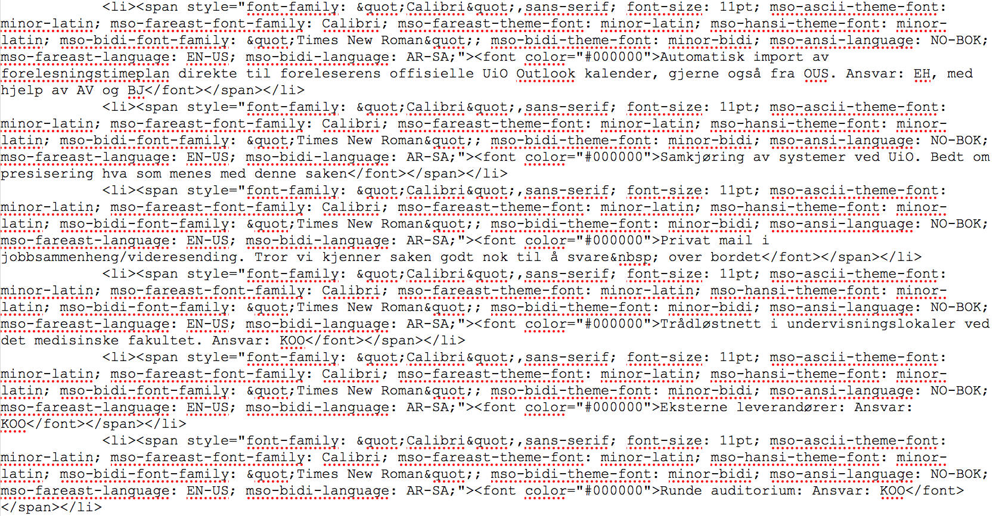 <li><span style="font-family: &quot;Calibri&quot;,sans-serif; font-size: 11pt; mso-ascii-theme-font:
minor-latin; mso-fareast-font-family: Calibri; mso-fareast-theme-font: minor-latin; mso-hansi-theme-font: minor-
latin; mso-bidi-font-family: &quot;Times New Roman&quot;; mso-bidi-theme-font: minor-bidi; mso-ansi-language: NO-BOK;
mso-fareast-language: EN-US; mso-bidi-language: AR-SA;"><font color="#000000">Automatisk import av
forelesningstimeplan direkte til foreleserens offisielle UiO Outlook kalender, gjerne også fra OUS. Ansvar: EH, med
hjelp av AV og BJ</font></span></li>
<li><span style="font-family: &quot;Calibri&quot;,sans-serif; font-size: 11pt; mso-ascii-theme-font:
minor-latin; mso-fareast-font-family: Calibri; mso-fareast-theme-font: minor-latin; mso-hansi-theme-font: minor-
latin; mso-bidi-font-family: &quot;Times New Roman&quot;; mso-bidi-theme-font: minor-bidi; mso-ansi-language: NO-BOK;
mso-fareast-language: EN-US; mso-bidi-language: AR-SA;"><font color="#000000">Samkjøring av systemer ved UiO. Bedt om
presisering hva som menes med denne saken</font></span></li>
<li><span style="font-family: &quot;Calibri&quot;,sans-serif; font-size: 11pt; mso-ascii-theme-font:
minor-latin; mso-fareast-font-family: Calibri; mso-fareast-theme-font: minor-latin; mso-hansi-theme-font: minor-
latin; mso-bidi-font-family: &quot;Times New Roman&quot;; mso-bidi-theme-font: minor-bidi; mso-ansi-language: NO-BOK;
mso-fareast-language: EN-US; mso-bidi-language: AR-SA;"><font color="#000000">Privat mail i
jobbsammenheng/videresending. Tror vi kjenner saken godt nok til å svare&nbsp; over bordet</font></span></li>
<li><span style="font-family: &quot;Calibri&quot;,sans-serif; font-size: 11pt; mso-ascii-theme-font:
minor-latin; mso-fareast-font-family: Calibri; mso-fareast-theme-font: minor-latin; mso-hansi-theme-font: minor-
latin; mso-bidi-font-family: &quot;Times New Roman&quot;; mso-bidi-theme-font: minor-bidi; mso-ansi-language: NO-BOK;
mso-fareast-language: EN-US; mso-bidi-language: AR-SA;"><font color="#000000">Trådløstnett i undervisningslokaler ved
det medisinske fakultet. Ansvar: KOO</font></span></li>
<li><span style="font-family: &quot;Calibri&quot;,sans-serif; font-size: 11pt; mso-ascii-theme-font:
minor-latin; mso-fareast-font-family: Calibri; mso-fareast-theme-font: minor-latin; mso-hansi-theme-font: minor-
latin; mso-bidi-font-family: &quot;Times New Roman&quot;; mso-bidi-theme-font: minor-bidi; mso-ansi-language: NO-BOK;
mso-fareast-language: EN-US; mso-bidi-language: AR-SA;"><font color="#000000">Eksterne leverandører: Ansvar:
KOO</font></span></li>
<li><span style="font-family: &quot;Calibri&quot;,sans-serif; font-size: 11pt; mso-ascii-theme-font:
minor-latin; mso-fareast-font-family: Calibri; mso-fareast-theme-font: minor-latin; mso-hansi-theme-font: minor-
latin; mso-bidi-font-family: &quot;Times New Roman&quot;; mso-bidi-theme-font: minor-bidi; mso-ansi-language: NO-BOK;
mso-fareast-language: EN-US; mso-bidi-language: AR-SA;"><font color="#000000">Runde auditorium: Ansvar: KOO</font>
</span></li>